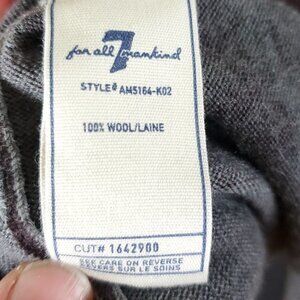 for all 7 mankind
STYLE# AM5164-K02
100% WOOL/LAINE
CUT# 1642900
SEE CARE ON REVERSE
REVERS SUR LE SOINS